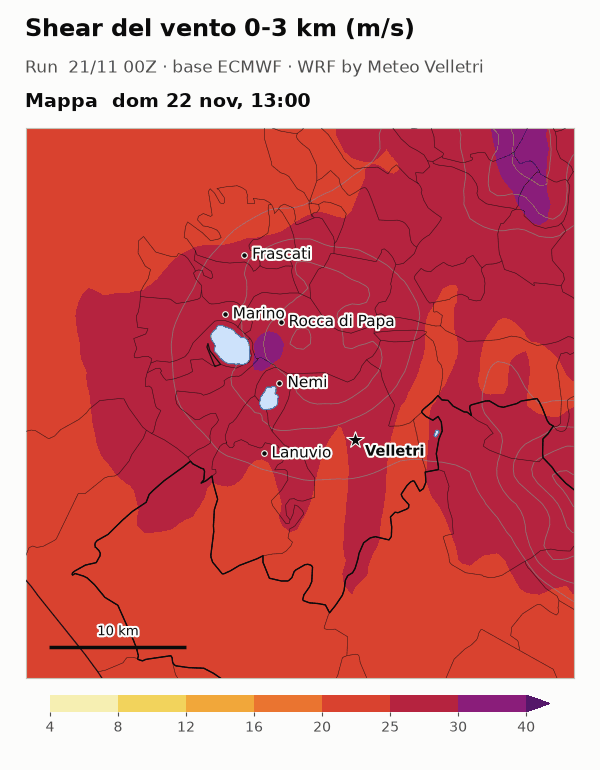 Shear del vento 0-3 km (m/s)
Run  21/11 00Z · base ECMWF · WRF by Meteo Velletri
Mappa  dom 22 nov, 13:00
Frascati
Marino
Rocca di Papa
Nemi
Velletri
Lanuvio
10 km
4 8 12 16 20 25 30 40